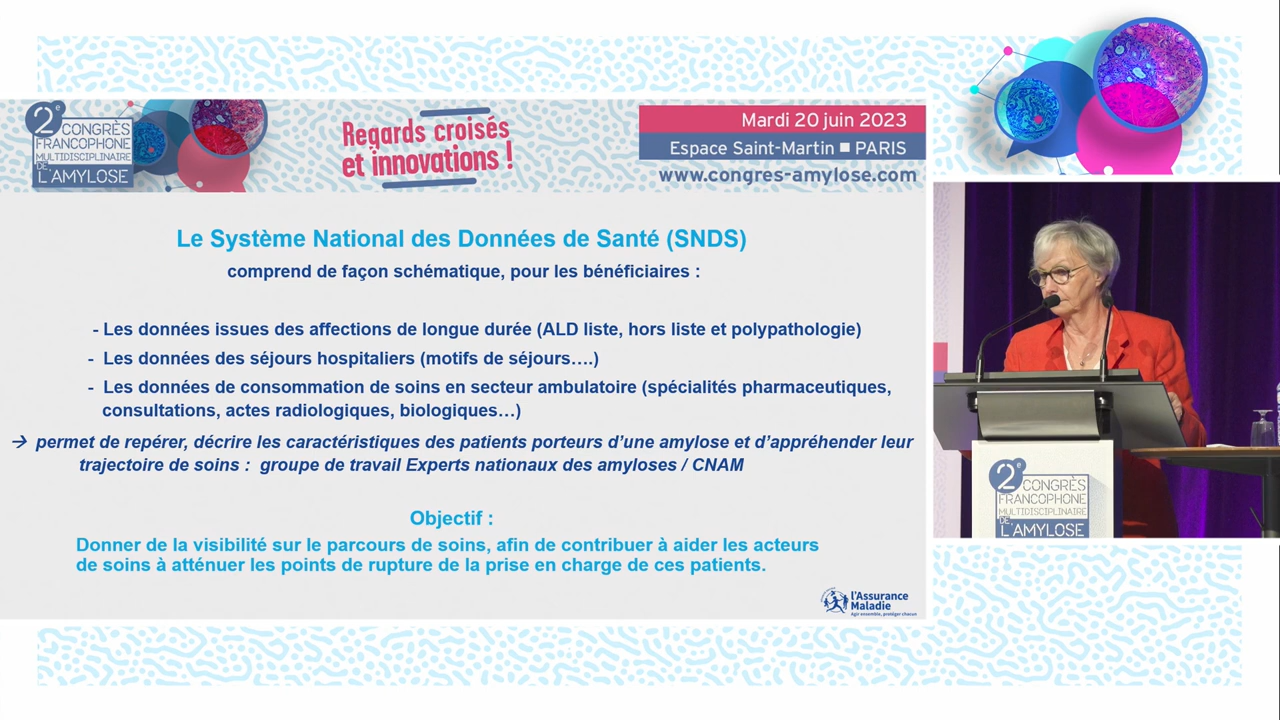 2e CONGRÈS
FRANCOPHONE
MULTIDISCIPLINAIRE
DE
L'AMYLOSE
Regards croisés
et innovations !
Mardi 20 juin 2023
Espace Saint-Martin ■ PARIS
www.congres-amylose.com
Le Système National des Données de Santé (SNDS)
comprend de façon schématique, pour les bénéficiaires :
- Les données issues des affections de longue durée (ALD liste, hors liste et polypathologie)
- Les données des séjours hospitaliers (motifs de séjours….)
- Les données de consommation de soins en secteur ambulatoire (spécialités pharmaceutiques,
consultations, actes radiologiques, biologiques…)
→ permet de repérer, décrire les caractéristiques des patients porteurs d’une amylose et d’appréhender leur
trajectoire de soins : groupe de travail Experts nationaux des amyloses / CNAM
Objectif :
Donner de la visibilité sur le parcours de soins, afin de contribuer à aider les acteurs
de soins à atténuer les points de rupture de la prise en charge de ces patients.
l'Assurance
Maladie
Agir ensemble, protéger chacun
2e CONGRÈS
FRANCOPHONE
MULTIDISCIPLINAIRE
DE
L'AMYLOSE